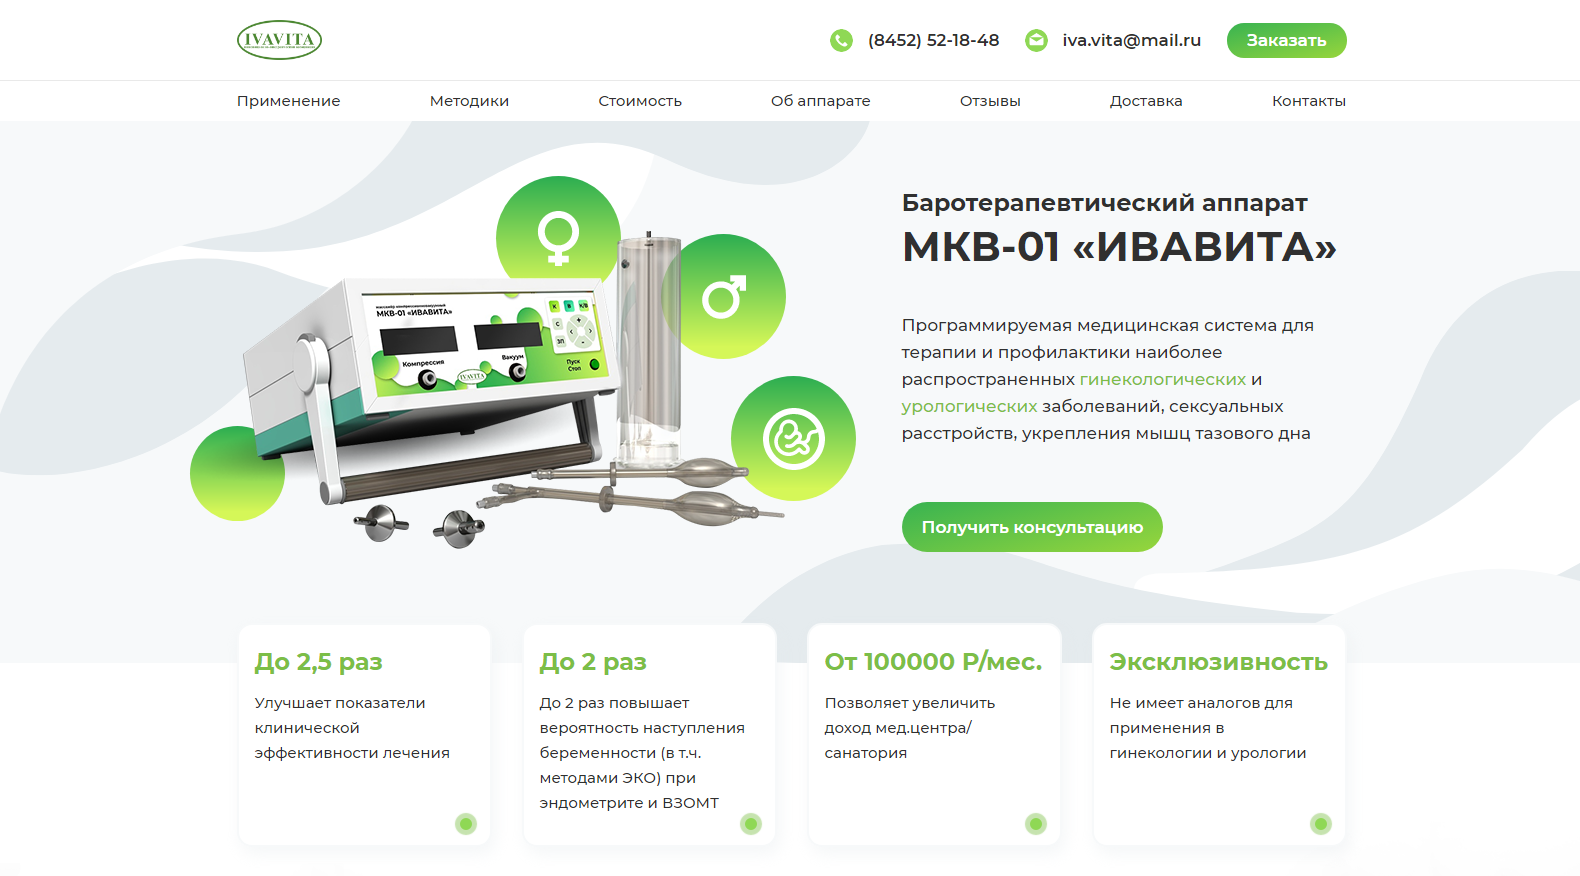 IVAVITA
(8452) 52-18-48
iva.vita@mail.ru
Заказать
Применение
Методики
Стоимость
Об аппарате
Отзывы
Доставка
Контакты
Баротерапевтический аппарат
МКВ-01 «ИВАВИТА»
Программируемая медицинская система для
терапии и профилактики наиболее
распространенных гинекологических и
урологических заболеваний, сексуальных
расстройств, укрепления мышц тазового дна
Получить консультацию
МКВ-01 «ИВАВИТА»
К
В
К/В
С
ЗП
Компрессия
Вакуум
Пуск
Стоп
IVAVITA
До 2,5 раз
Улучшает показатели
клинической
эффективности лечения
До 2 раз
До 2 раз повышает
вероятность наступления
беременности (в т.ч.
методами ЭКО) при
эндометрите и ВЗОМТ
От 100000 Р/мес.
Позволяет увеличить
доход мед.центра/
санатория
Эксклюзивность
Не имеет аналогов для
применения в
гинекологии и урологии